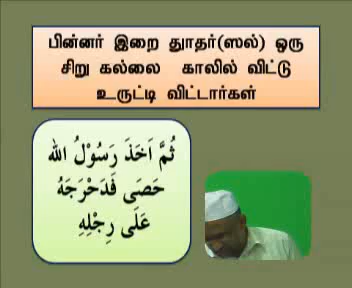 பின்னர் இறை தூதர்(ஸல்) ஒரு
சிறு கல்லை காலில் விட்டு
உருட்டி விட்டார்கள்
ثُمَّ اَخَذَ رَسُوْلُ الله
حَصَى فَدَحْرَجَهُ
عَلَى رِجْلِهِ